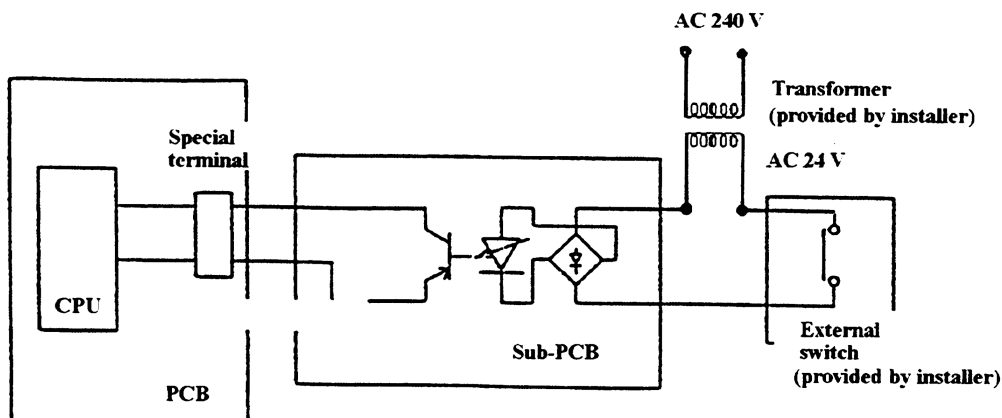 AC 240 V
Transformer
(provided by installer)
AC 24 V
Special
terminal
CPU
PCB
Sub-PCB
External
switch
(provided by installer)